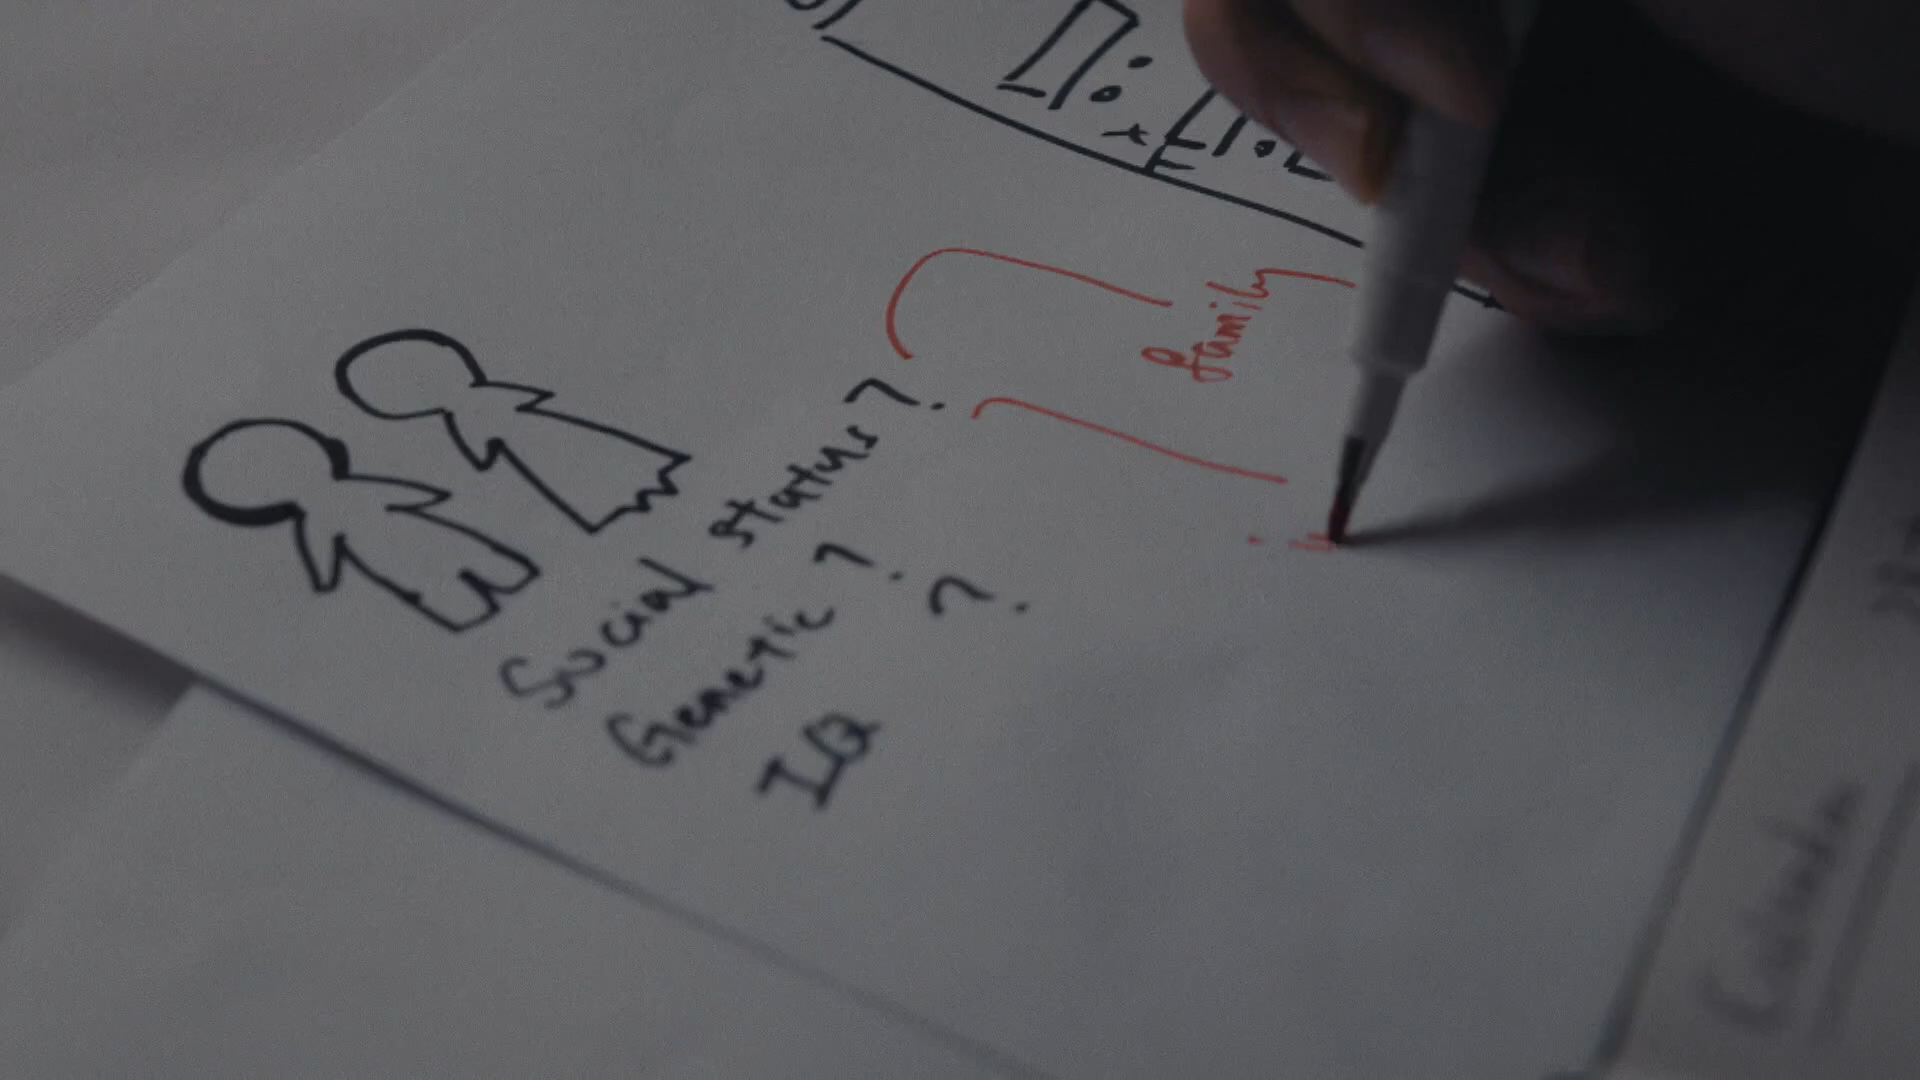 Social status?
Genetic?
IQ ?
family